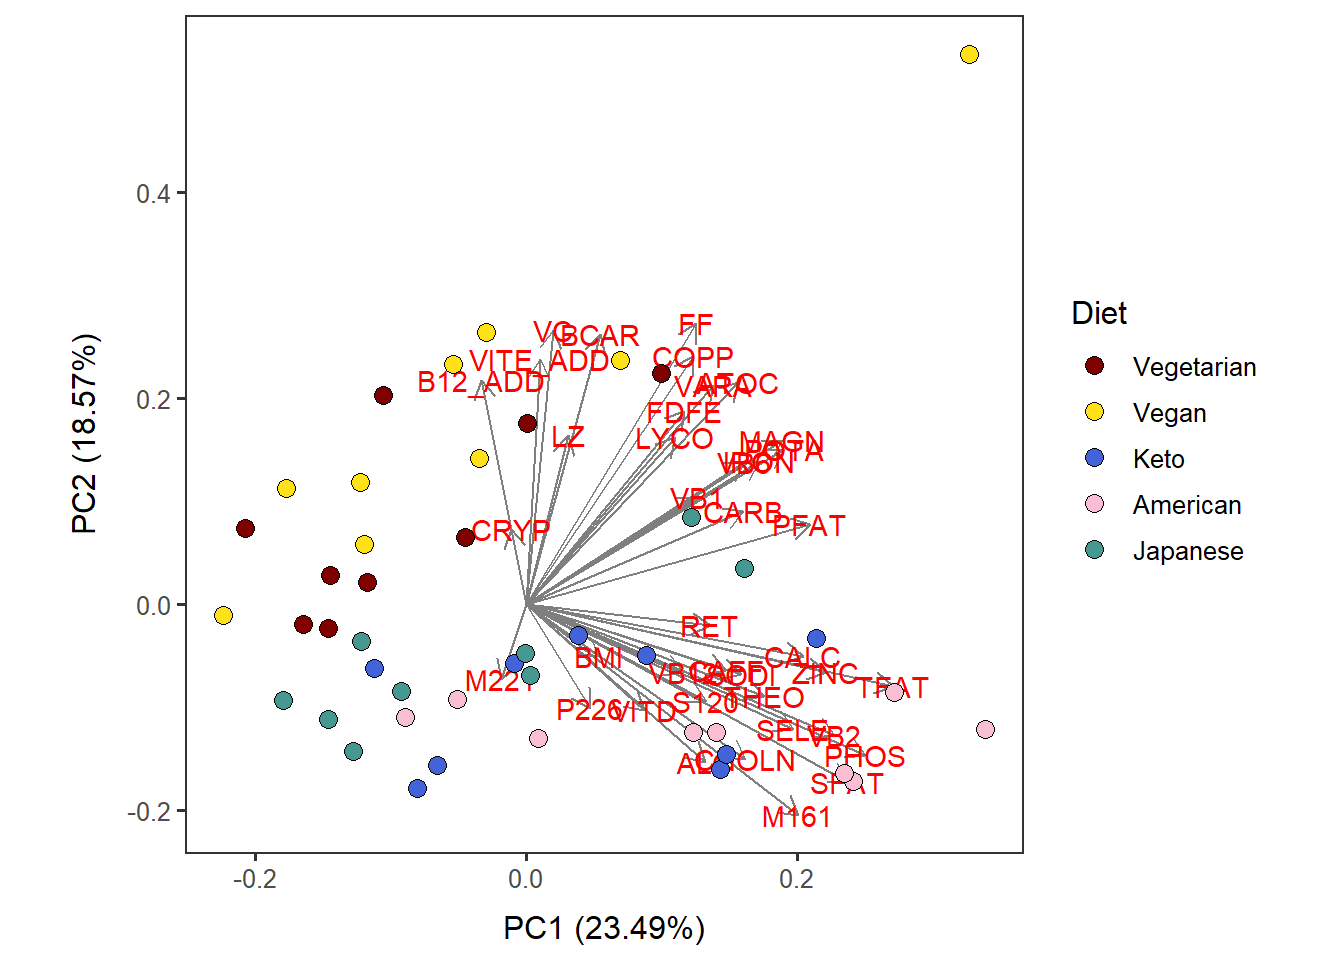 0.4
0.2
0.0
-0.2
-0.2
0.0
0.2
PC2 (18.57%)
PC1 (23.49%)
FF
BCAR
VITE_ADD
COPP
B12_ADD
ATOC
FDFE
LZ
LYCO
MAGN
VB1
CARB
PFAT
CRYP
RET
BMI
CALC
ZINC
TFAT
M221
P226
VITD
S120
THEO
SELE
VB2
PHOS
SFAT
M161
Diet
Vegetarian
Vegan
Keto
American
Japanese